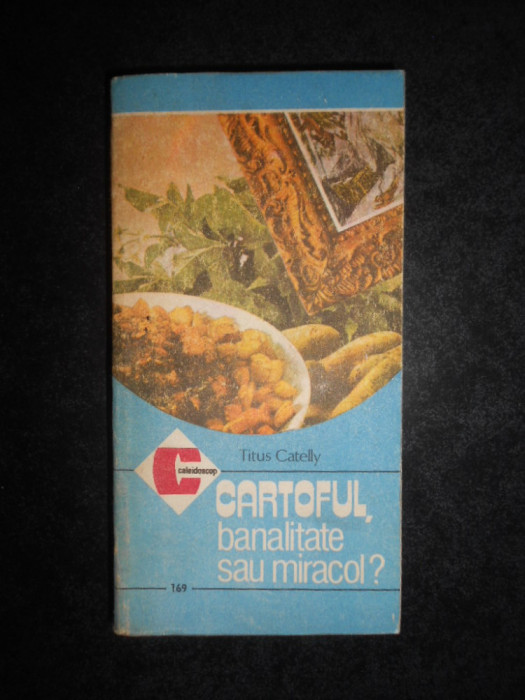 Titus Catelly
caleidoscop
CARTOFUL,
banalitate
sau miracol?
169